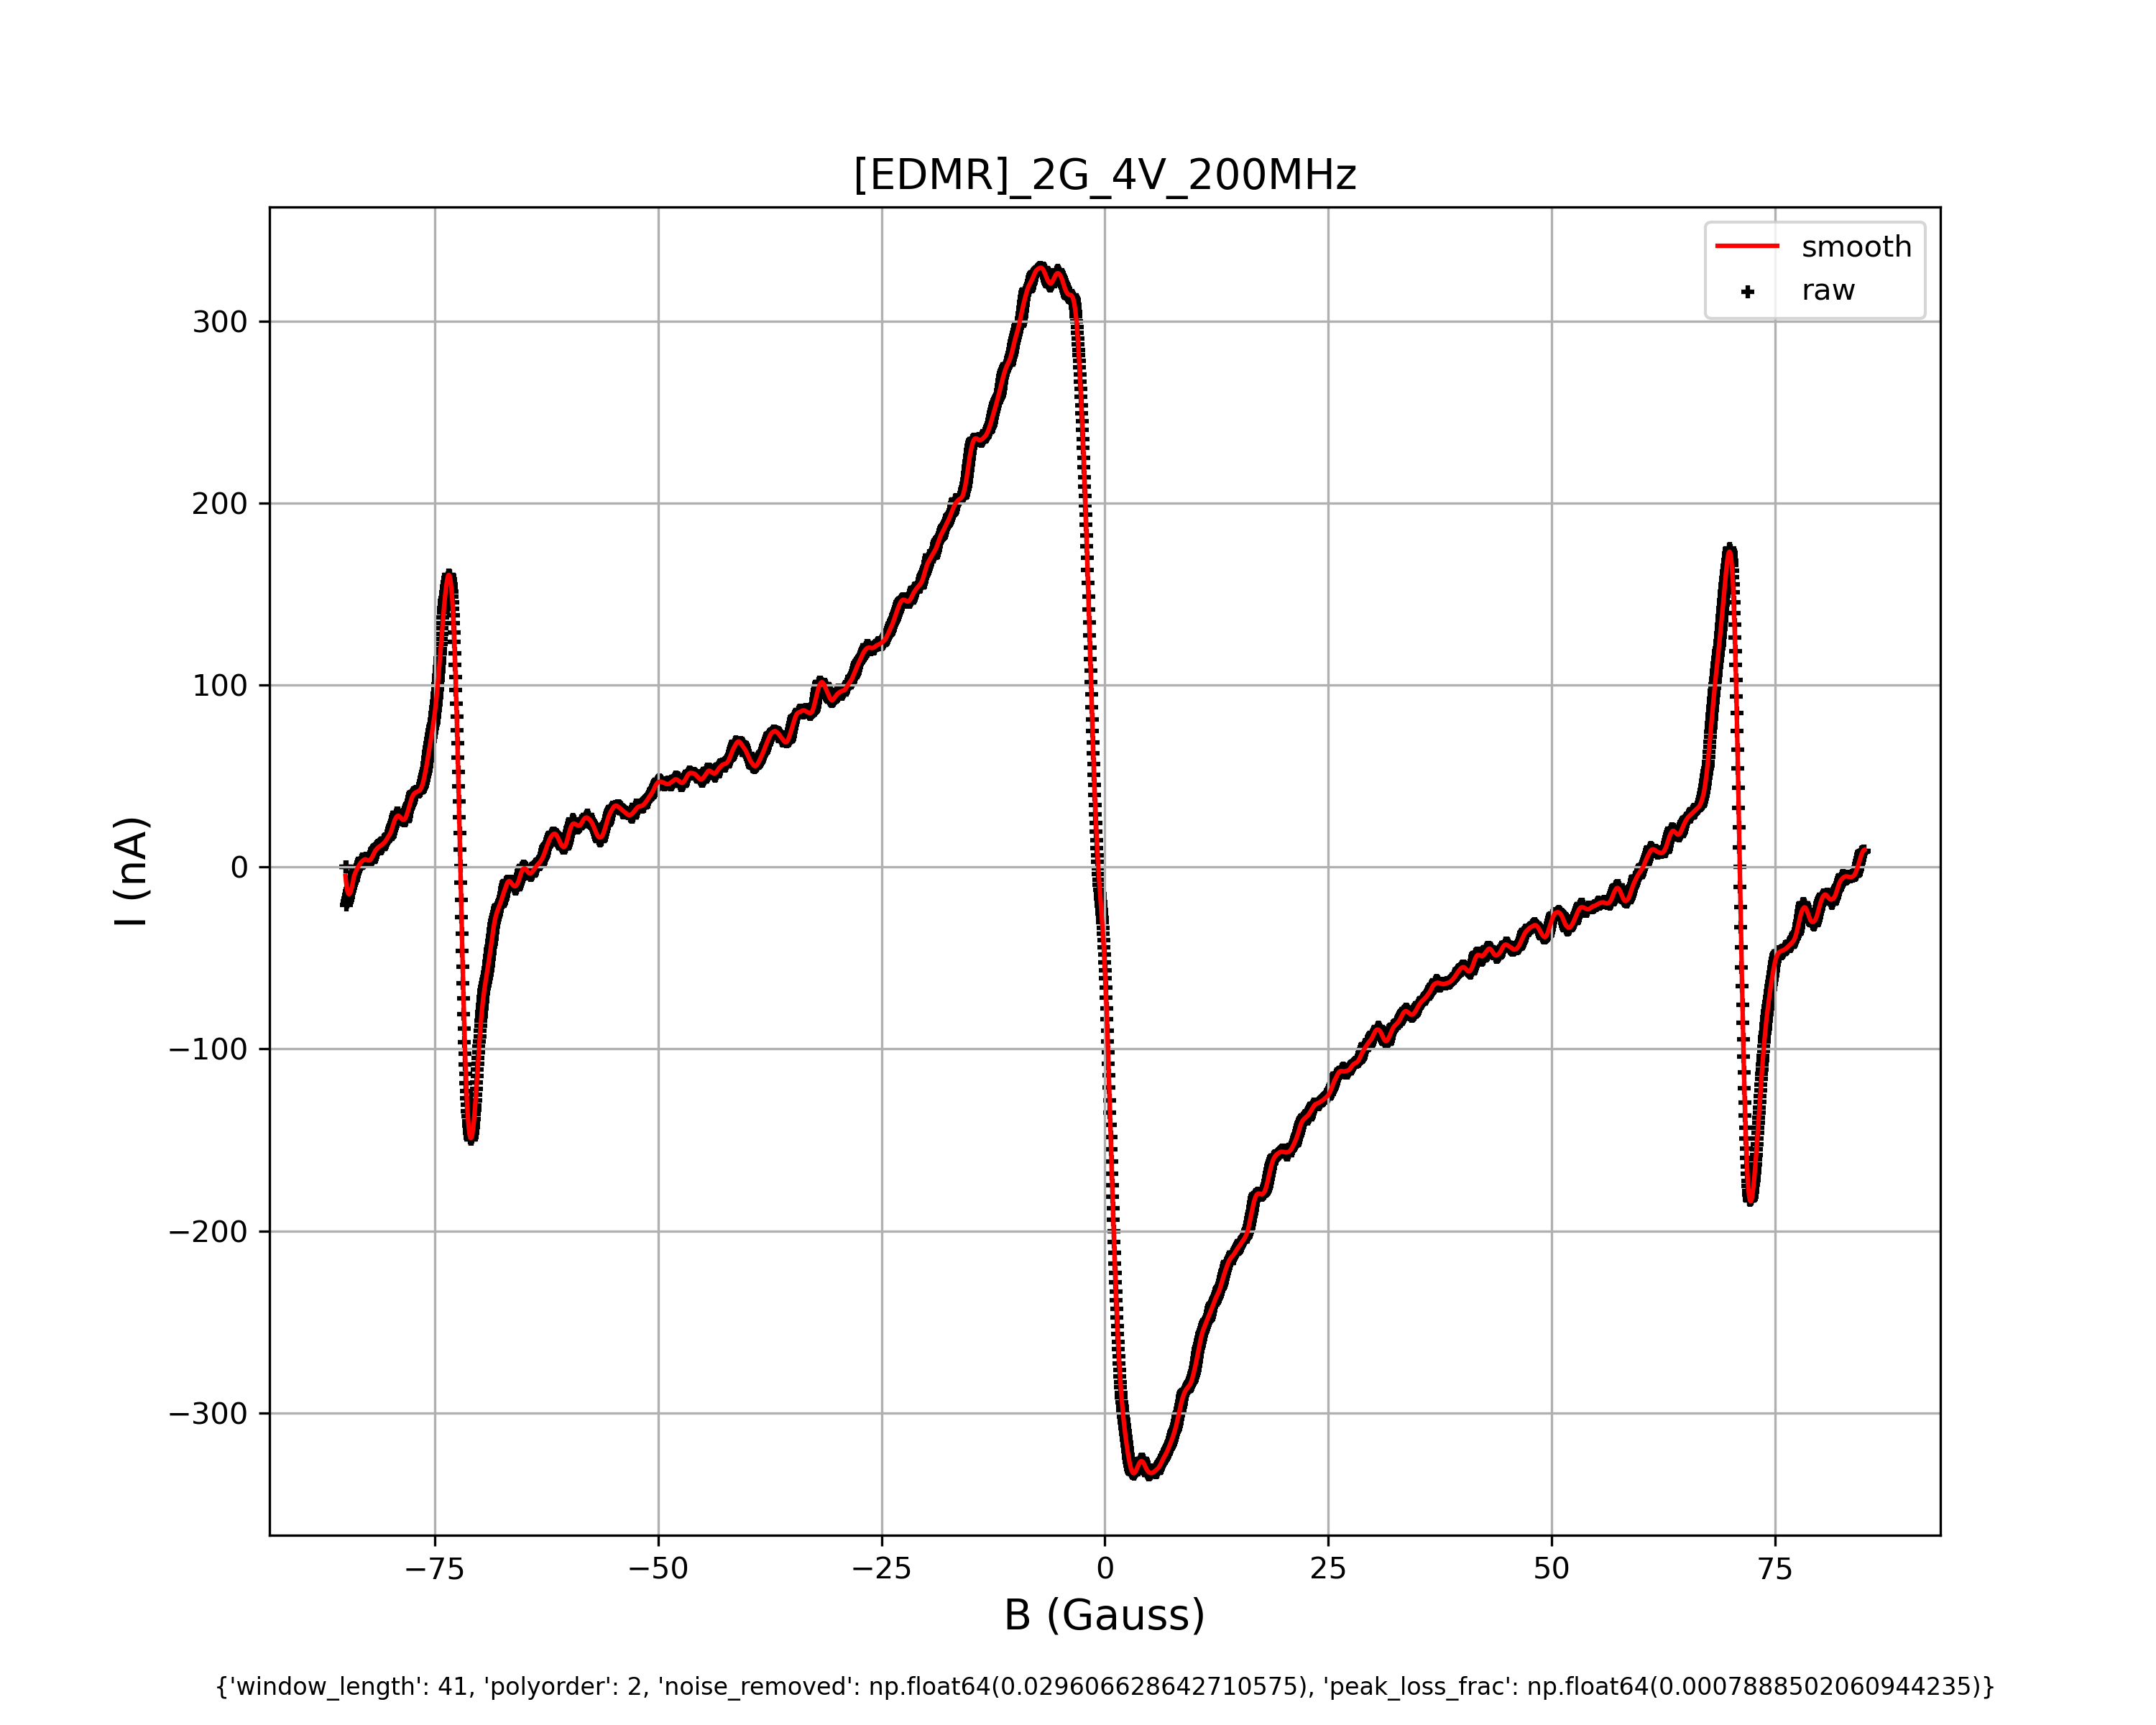 [EDMR]_2G_4V_200MHz
smooth
raw
I (nA)
300
200
100
0
−100
−200
−300
−75 −50 −25 0 25 50 75
B (Gauss)
{'window_length': 41, 'polyorder': 2, 'noise_removed': np.float64(0.029606628642710575), 'peak_loss_frac': np.float64(0.0007888502060944235)}